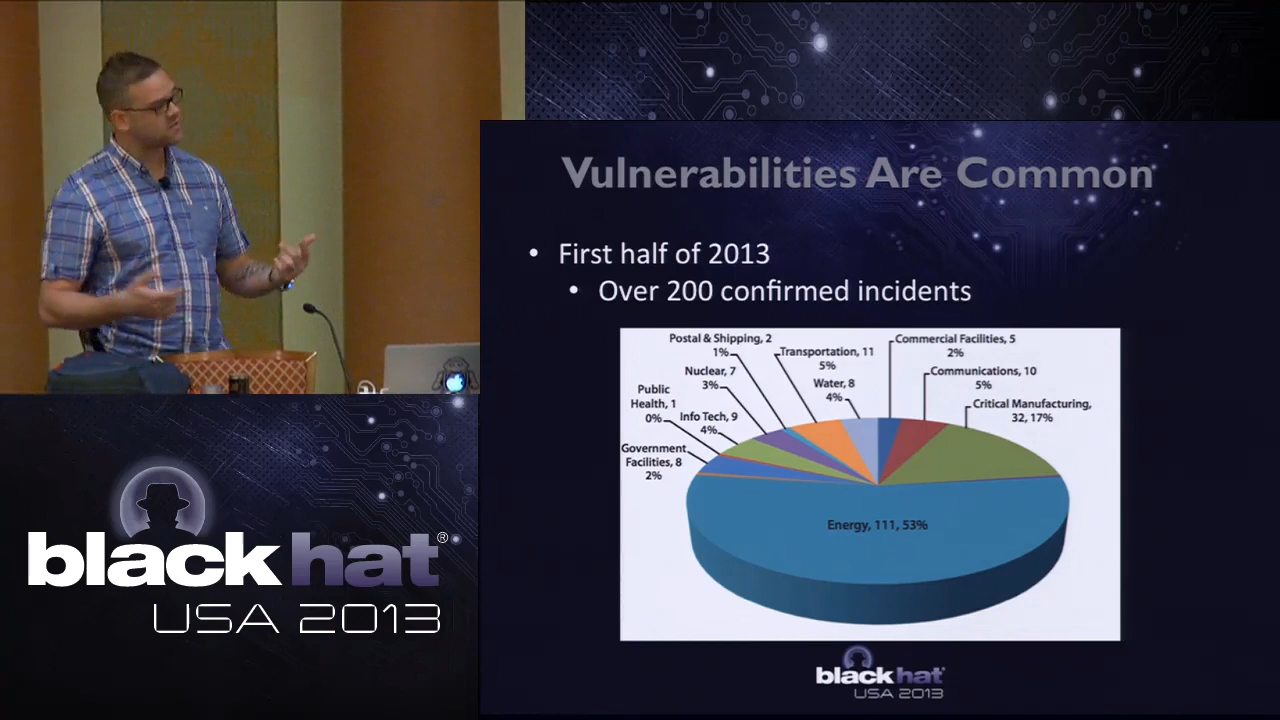 Vulnerabilities Are Common
• First half of 2013
• Over 200 confirmed incidents
Postal & Shipping, 2
1%
Transportation, 11
5%
Commercial Facilities, 5
2%
Nuclear, 7
3%
Water, 8
4%
Communications, 10
5%
Public
Health, 1
0%
Info Tech, 9
4%
Critical Manufacturing,
32, 17%
Government
Facilities, 8
2%
Energy, 111, 53%
black hat®
USA 2013
black hat
USA 2013